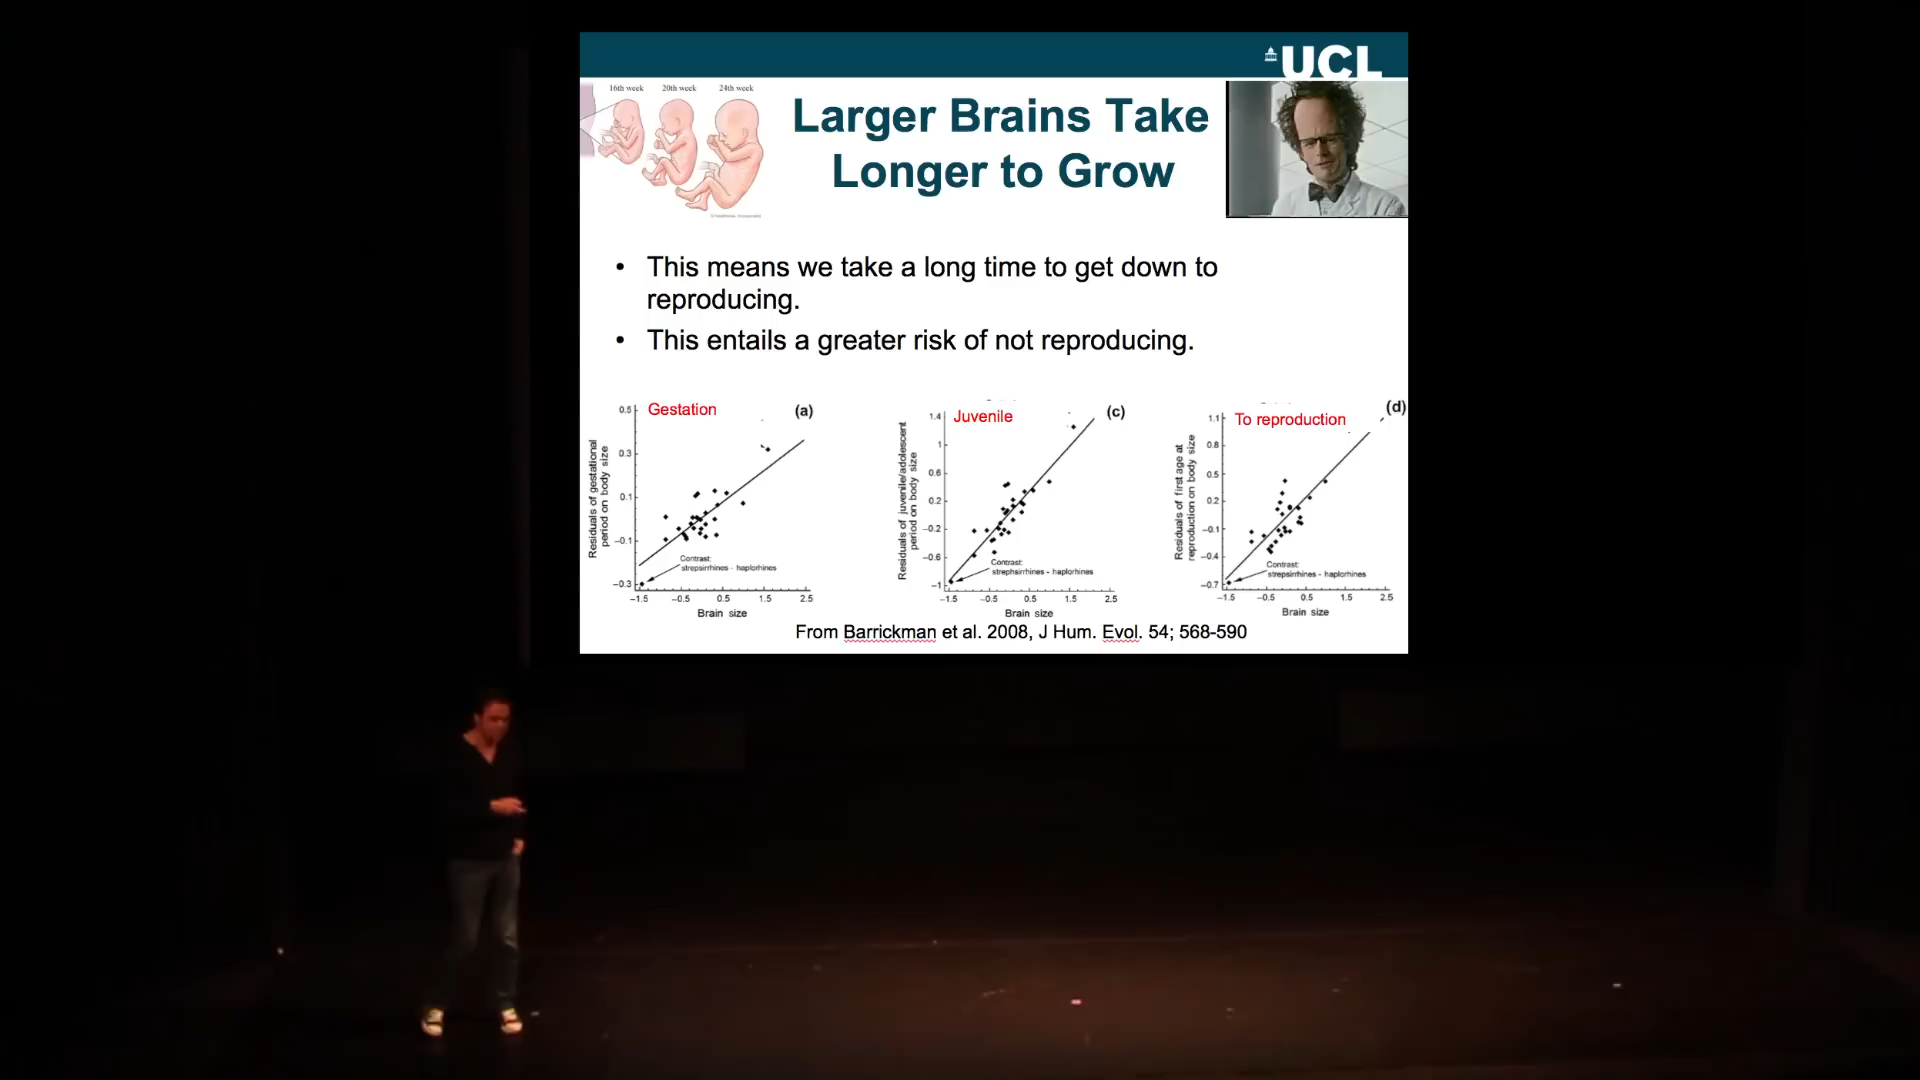 UCL
16th week 20th week 24th week
Larger Brains Take
Longer to Grow
• This means we take a long time to get down to
reproducing.
• This entails a greater risk of not reproducing.
Gestation
(a)
Residuals of gestational
period on body size
0.5
0.3
0.1
−0.1
−0.3
Contrast:
strepsirrhines - haplorhines
−1.5 −0.5 0.5 1.5 2.5
Brain size
Juvenile
(c)
Residuals of juvenile/adolescent
period on body size
1.4
1
0.6
0.2
−0.2
−0.6
−1
Contrast:
strephsirrhines - haplorhines
−1.5 −0.5 0.5 1.5 2.5
Brain size
To reproduction
(d)
Residuals of first age at
reproduction on body size
1.1
0.8
0.5
0.2
−0.1
−0.4
−0.7
Contrast:
strepsirrhines - haplorhines
−1.5 −0.5 0.5 1.5 2.5
Brain size
From Barrickman et al. 2008, J Hum. Evol. 54; 568-590